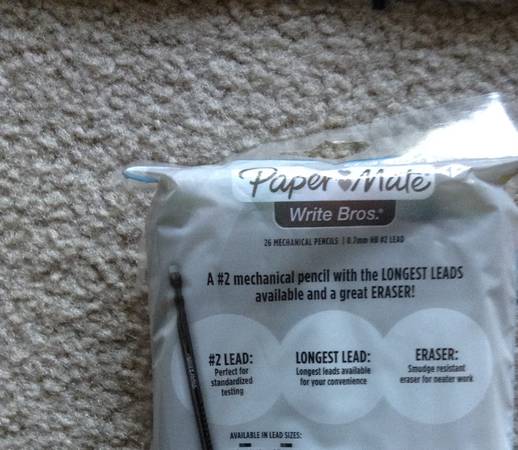 Paper Mate
Write Bros.®
26 MECHANICAL PENCILS | 0.7mm HB #2 LEAD
A #2 mechanical pencil with the LONGEST LEADS
available and a great ERASER!
#2 LEAD:
Perfect for
standardized
testing
LONGEST LEAD:
Longest leads available
for your convenience
ERASER:
Smudge resistant
eraser for neater work
AVAILABLE IN LEAD SIZES: